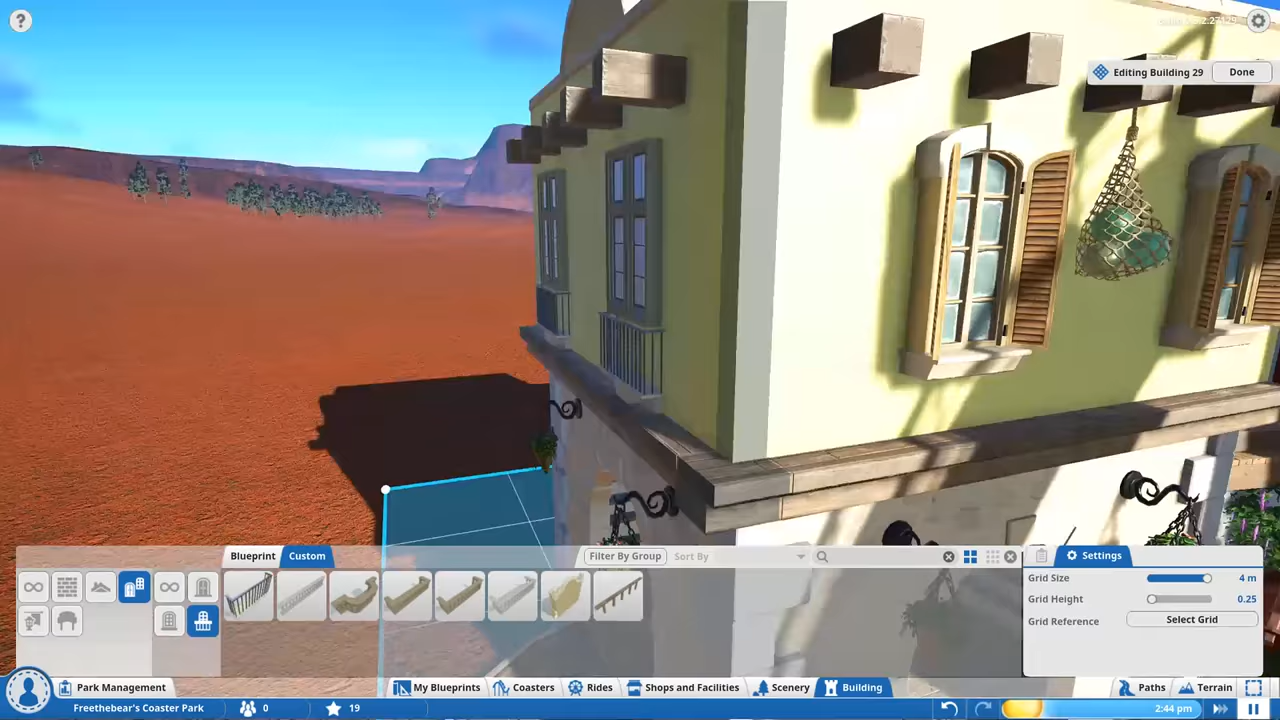 ?
Editing Building 29
Done
Blueprint
Custom
Filter By Group
Sort By
Settings
Grid Size
4 m
Grid Height
0.25
Grid Reference
Select Grid
Park Management
My Blueprints
Coasters
Rides
Shops and Facilities
Scenery
Building
Paths
Terrain
Freethebear's Coaster Park
0
19
2:44 pm